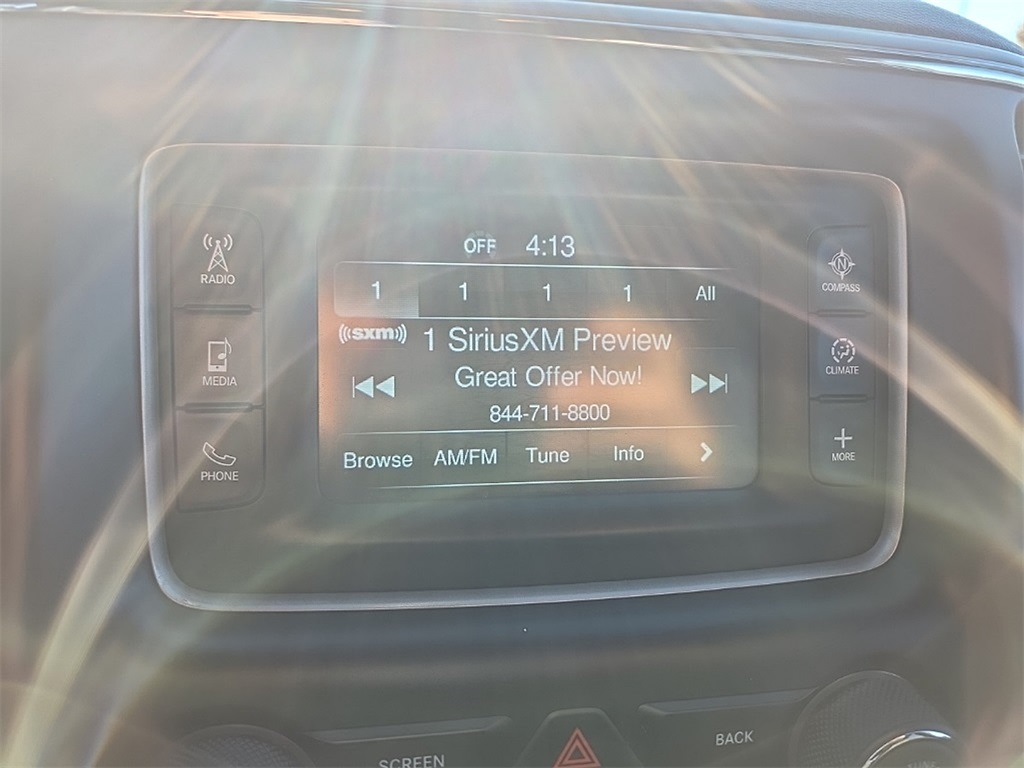 OFF 4:13
1 1 1 1 All
((sxm)) 1 SiriusXM Preview
Great Offer Now!
844-711-8800
Browse AM/FM Tune Info
RADIO
MEDIA
PHONE
N
COMPASS
CLIMATE
MORE
SCREEN
BACK